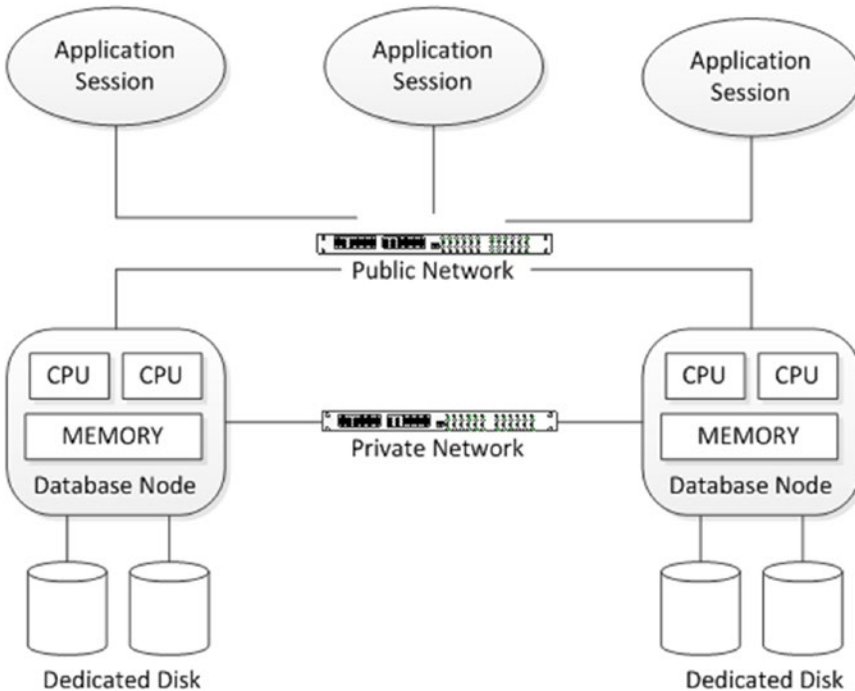 Application
Session
Application
Session
Application
Session
Public Network
CPU
CPU
MEMORY
Database Node
Private Network
CPU
CPU
MEMORY
Database Node
Dedicated Disk
Dedicated Disk